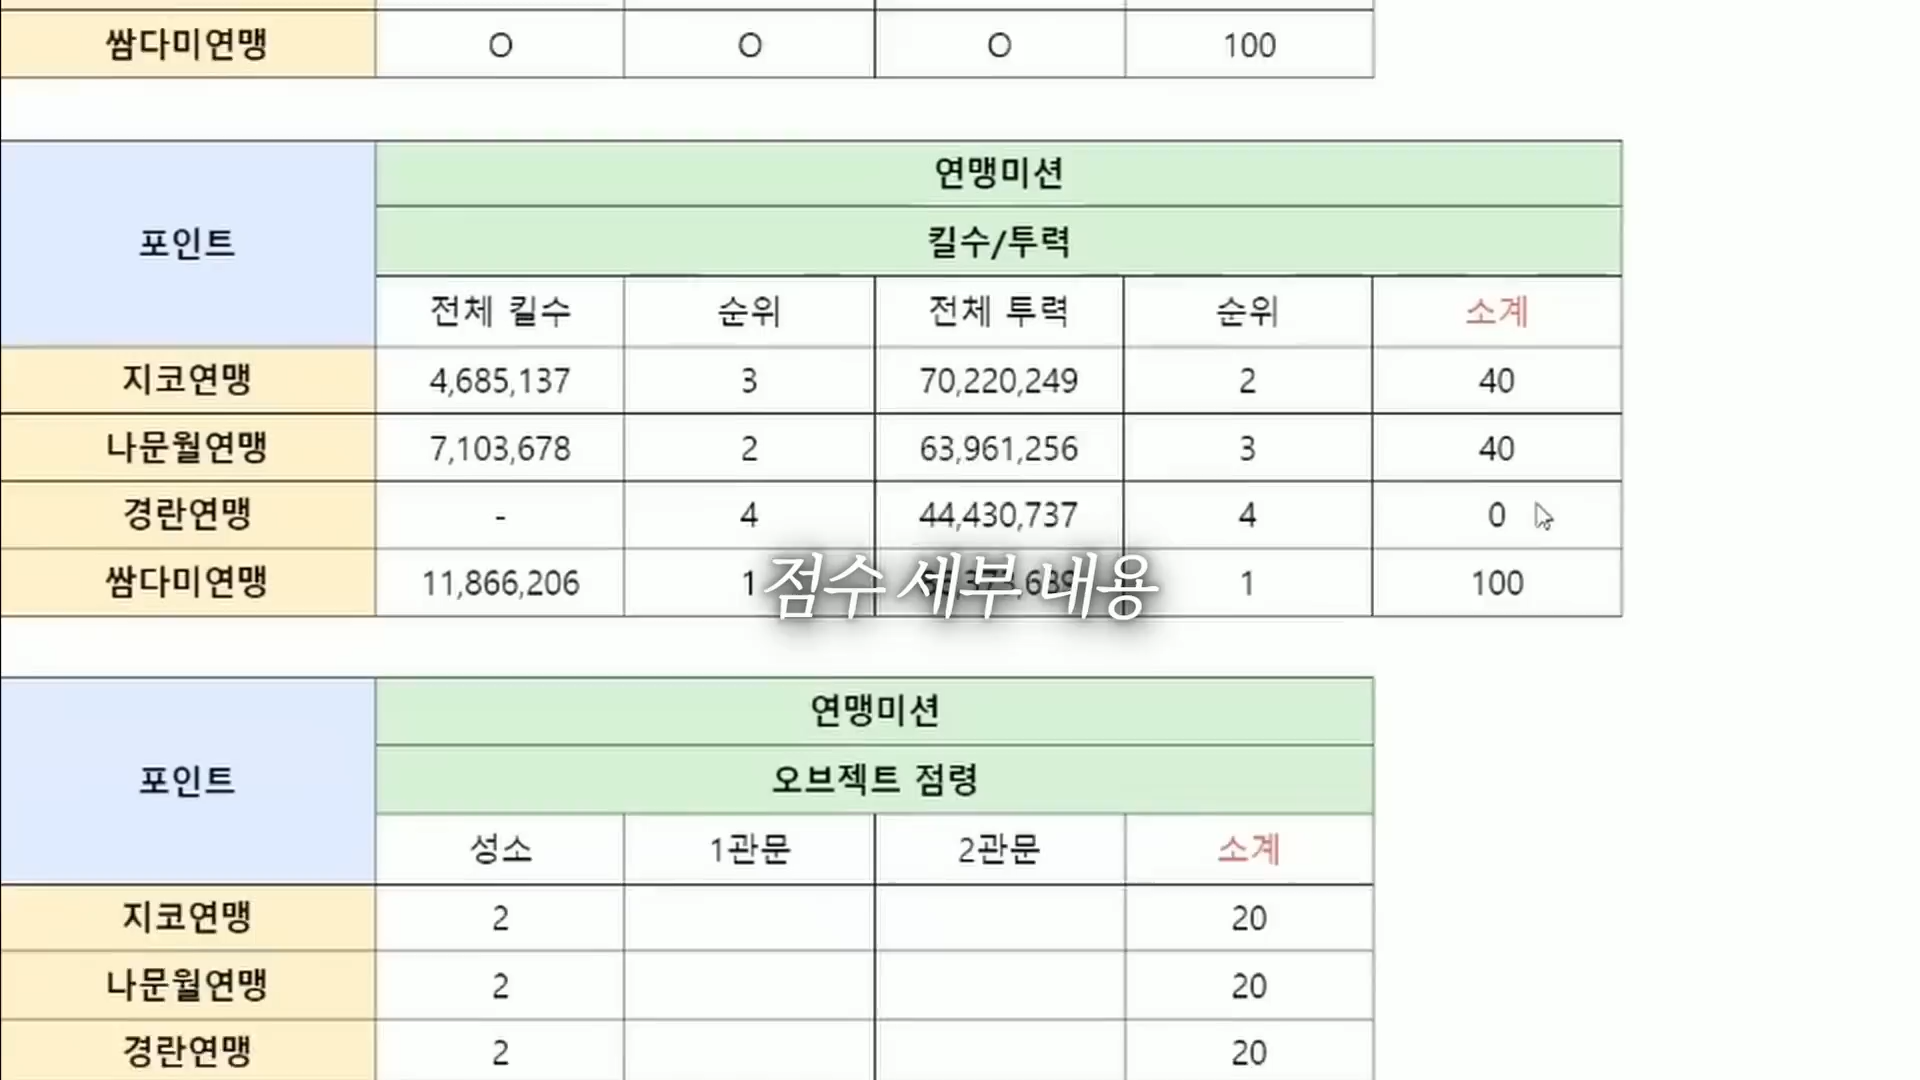 쌈다미연맹 O O O 100
포인트 연맹미션
킬수/투력
전체 킬수 순위 전체 투력 순위 소계
지코연맹 4,685,137 3 70,220,249 2 40
나문월연맹 7,103,678 2 63,961,256 3 40
경란연맹 - 4 44,430,737 4 0
쌈다미연맹 11,866,206 1 1 100
점수 세부 내용
포인트 연맹미션
오브젝트 점령
성소 1관문 2관문 소계
지코연맹 2 20
나문월연맹 2 20
경란연맹 2 20